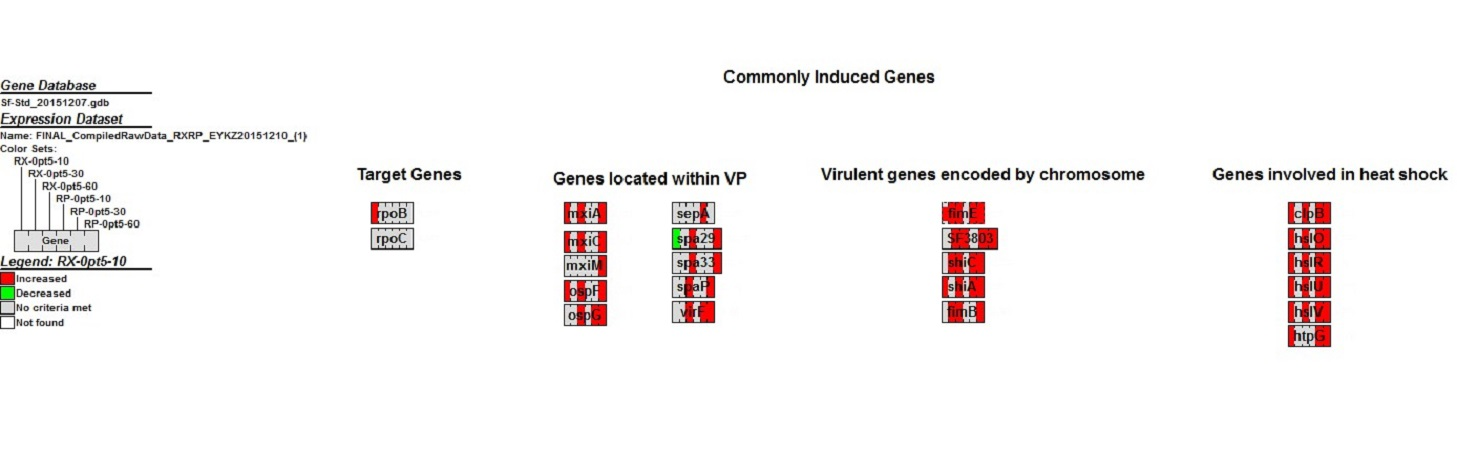 Commonly Induced Genes
Gene Database
Sf-Std_20151207.gdb
Expression Dataset
Name: FINAL_CompiledRawData_RXRP_EYKZ20151210_(1)
Color Sets:
RX-0pt5-10
RX-0pt5-30
RX-0pt5-60
RP-0pt5-10
RP-0pt5-30
RP-0pt5-60
Gene
Legend: RX-0pt5-10
Increased
Decreased
No criteria met
Not found
Target Genes
rpoB
rpoC
Genes located within VP
mxiA
mxiC
mxiM
ospF
ospG
sepA
spa29
spa33
spaP
virF
Virulent genes encoded by chromosome
fimE
SF3803
shiC
shiA
fimB
Genes involved in heat shock
clpB
hslO
hslR
hslU
hslV
htpG